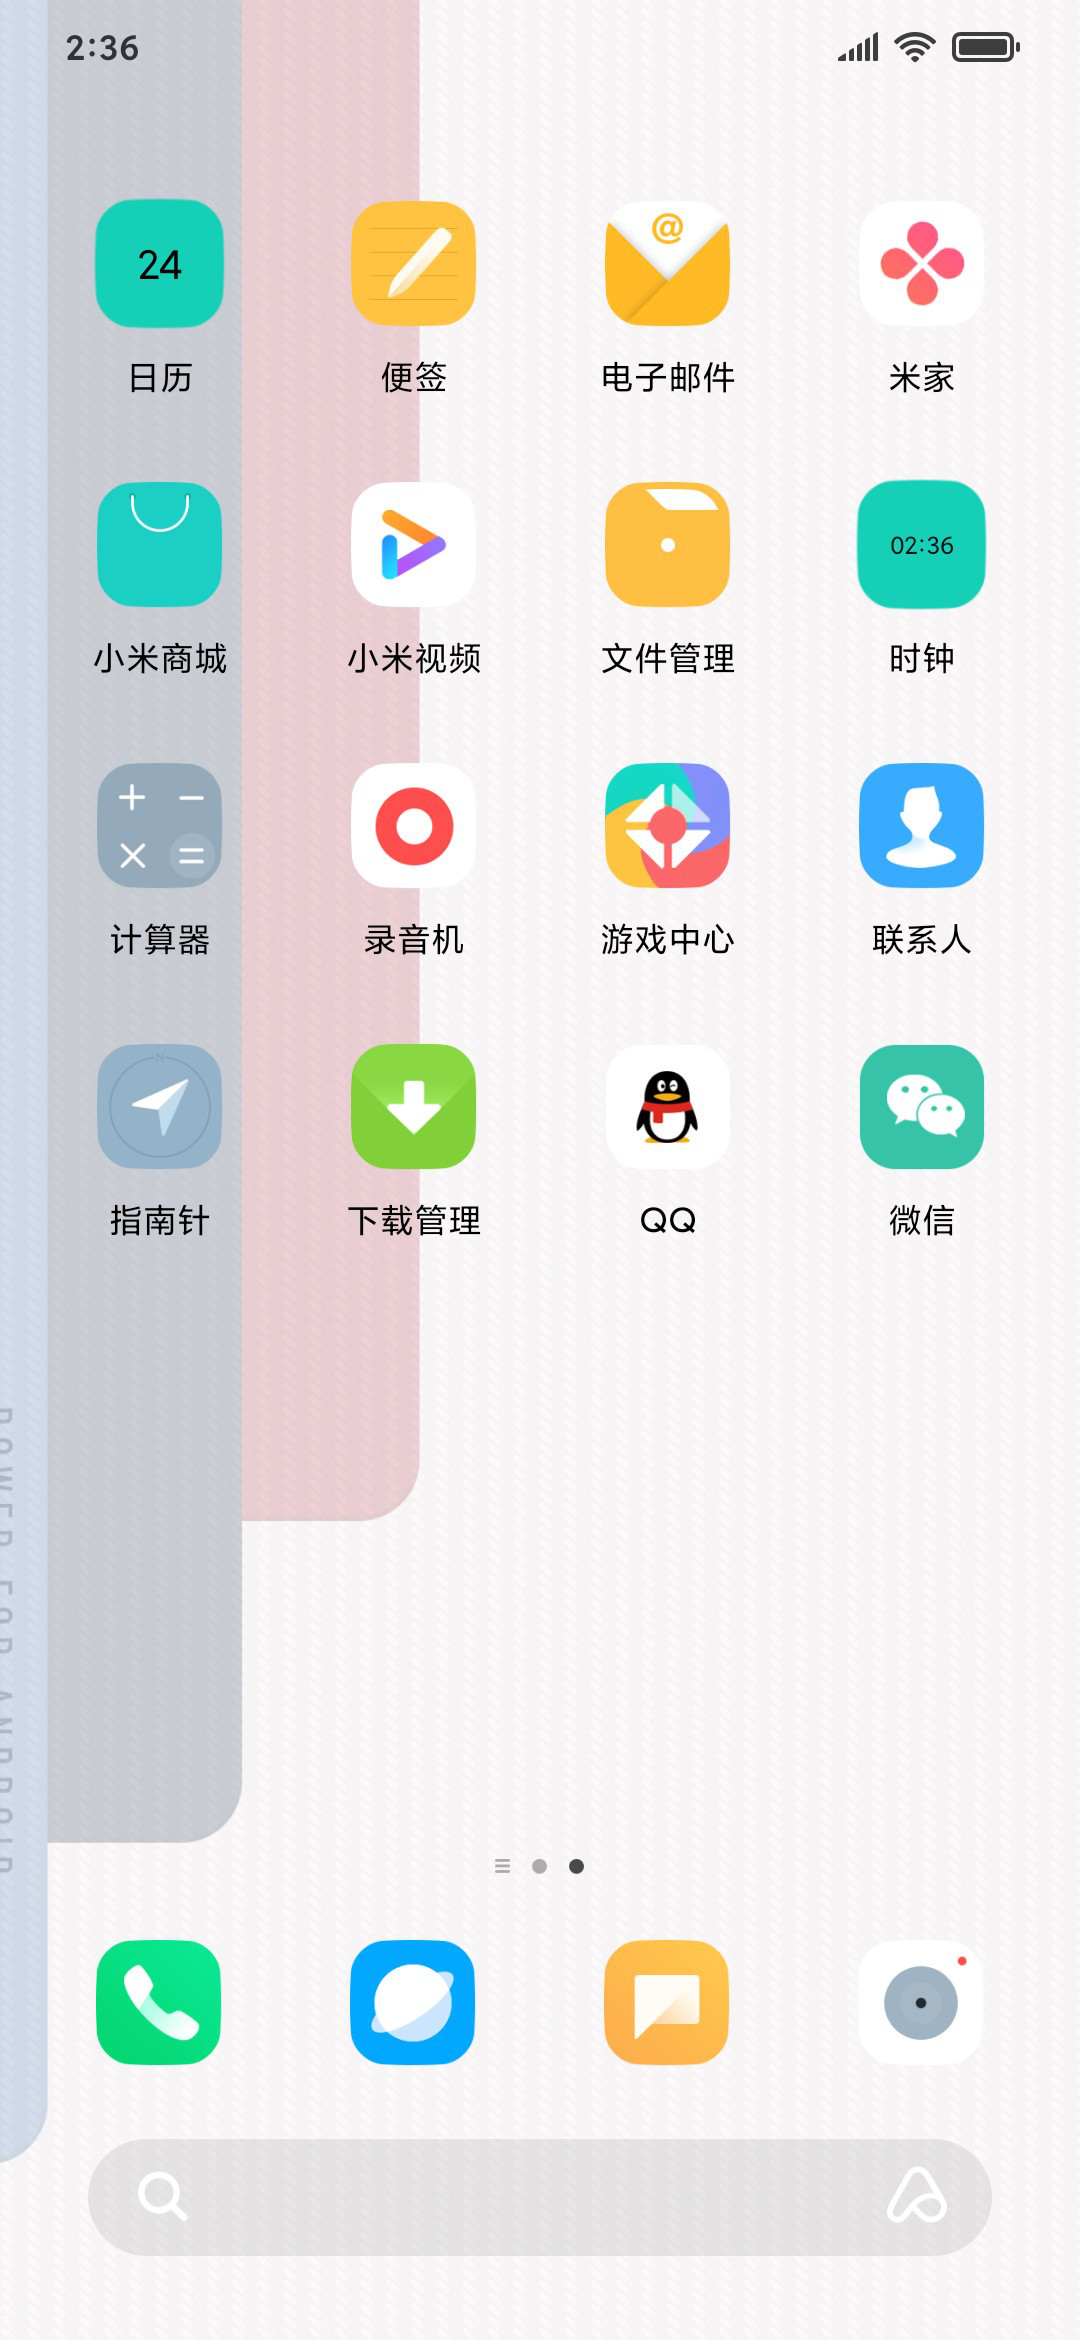 2:36
24
@
日历
便签
电子邮件
米家
02:36
小米商城
小米视频
文件管理
时钟
计算器
录音机
游戏中心
联系人
N
指南针
下载管理
QQ
微信
POWER FOR ANDROID